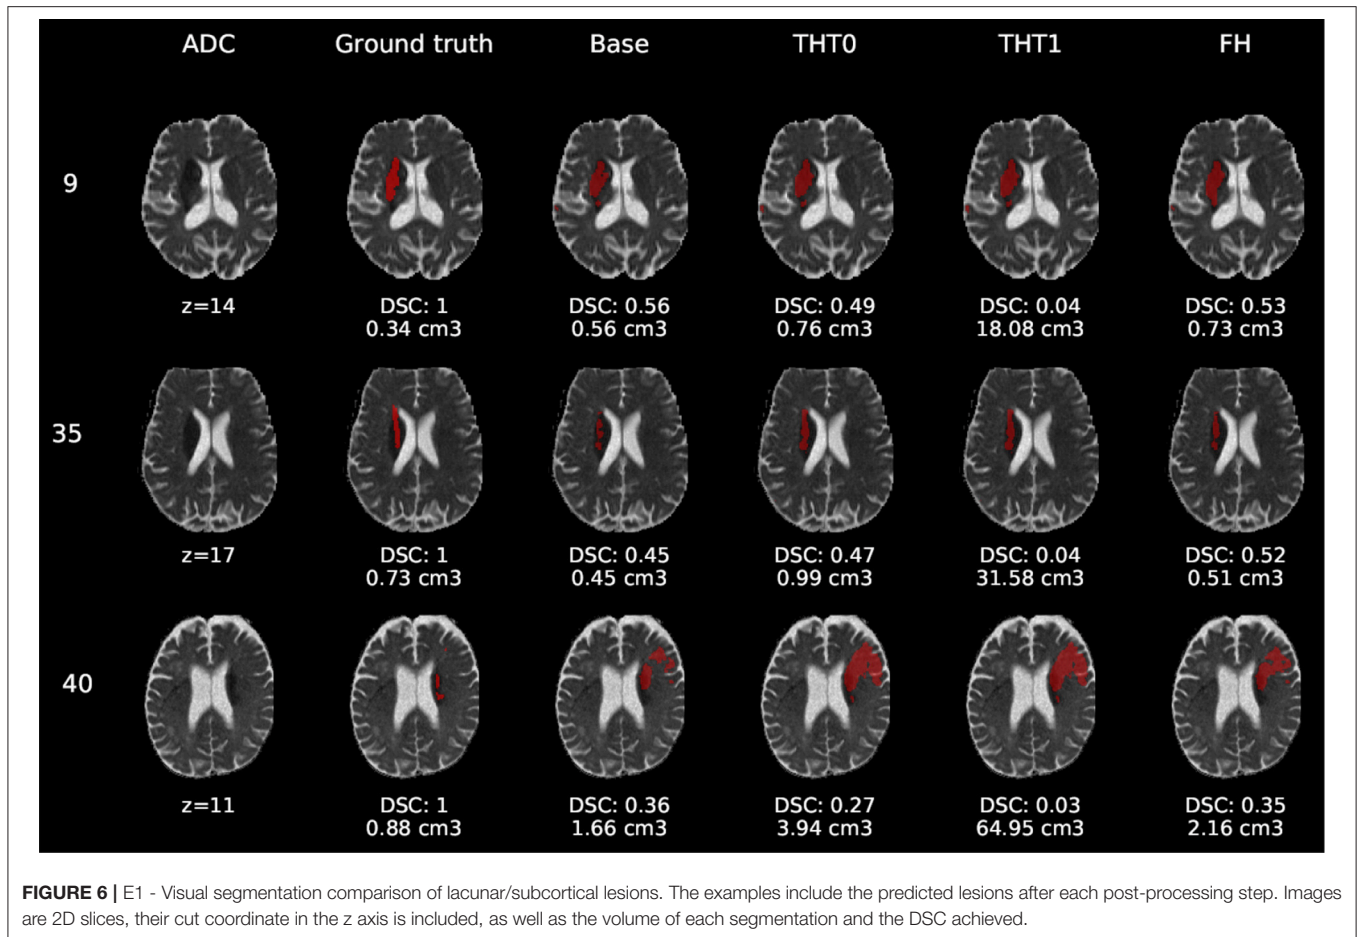 ADC Ground truth Base THT0 THT1 FH
9
z=14 DSC: 1 DSC: 0.56 DSC: 0.49 DSC: 0.04 DSC: 0.53
0.34 cm3 0.56 cm3 0.76 cm3 18.08 cm3 0.73 cm3
35
z=17 DSC: 1 DSC: 0.45 DSC: 0.47 DSC: 0.04 DSC: 0.52
0.73 cm3 0.45 cm3 0.99 cm3 31.58 cm3 0.51 cm3
40
z=11 DSC: 1 DSC: 0.36 DSC: 0.27 DSC: 0.03 DSC: 0.35
0.88 cm3 1.66 cm3 3.94 cm3 64.95 cm3 2.16 cm3
FIGURE 6 | E1 - Visual segmentation comparison of lacunar/subcortical lesions. The examples include the predicted lesions after each post-processing step. Images
are 2D slices, their cut coordinate in the z axis is included, as well as the volume of each segmentation and the DSC achieved.